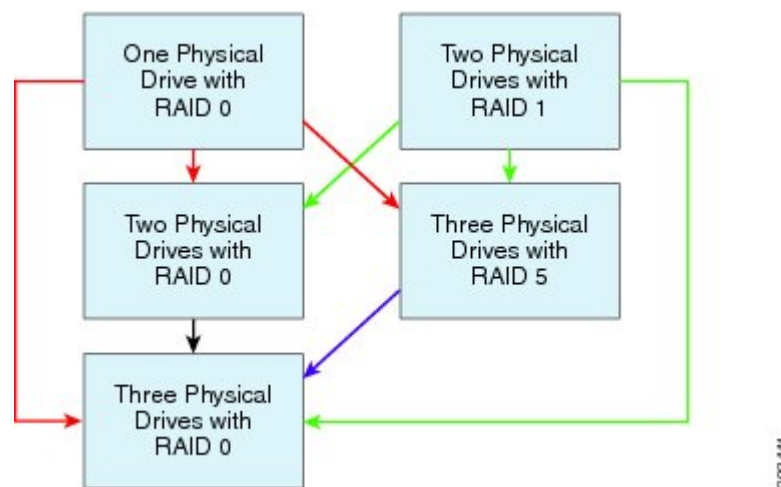 One Physical
Drive with
RAID 0
Two Physical
Drives with
RAID 1
Two Physical
Drives with
RAID 0
Three Physical
Drives with
RAID 5
Three Physical
Drives with
RAID 0